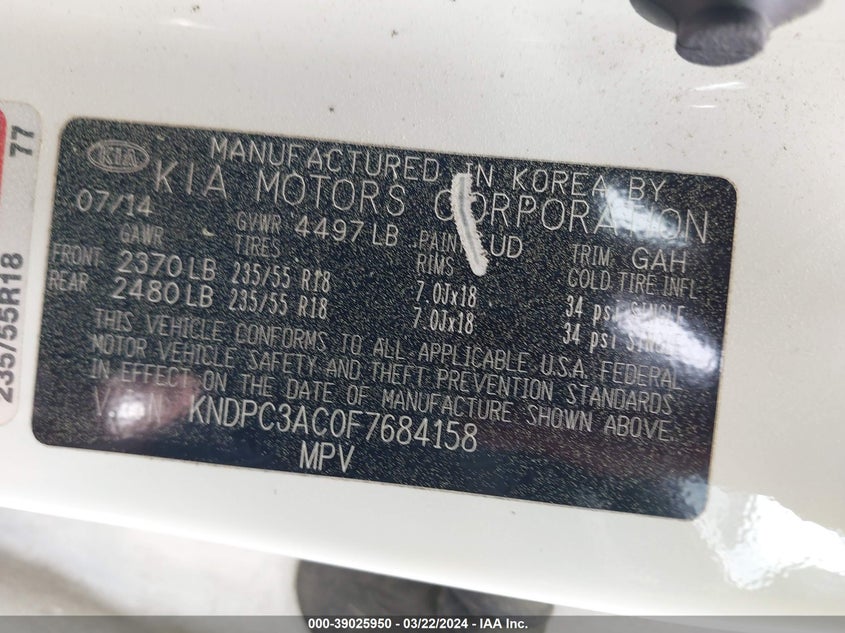 235/55R18 77
KIA
MANUFACTURED IN KOREA BY
KIA MOTORS CORPORATION
07/14 GVWR 4497 LB PAINT UD TRIM GAH
GAWR TIRES RIMS COLD TIRE INFL
FRONT 2370 LB 235/55 R18 7.0Jx18 34 psi SINGLE
REAR 2480 LB 235/55 R18 7.0Jx18 34 psi SINGLE
THIS VEHICLE CONFORMS TO ALL APPLICABLE U.S.A. FEDERAL
MOTOR VEHICLE SAFETY AND THEFT PREVENTION STANDARDS
IN EFFECT ON THE DATE OF MANUFACTURE SHOWN ABOVE.
V.I.N KNDPC3AC0F7684158
MPV
000-39025950 - 03/22/2024 - IAA Inc.